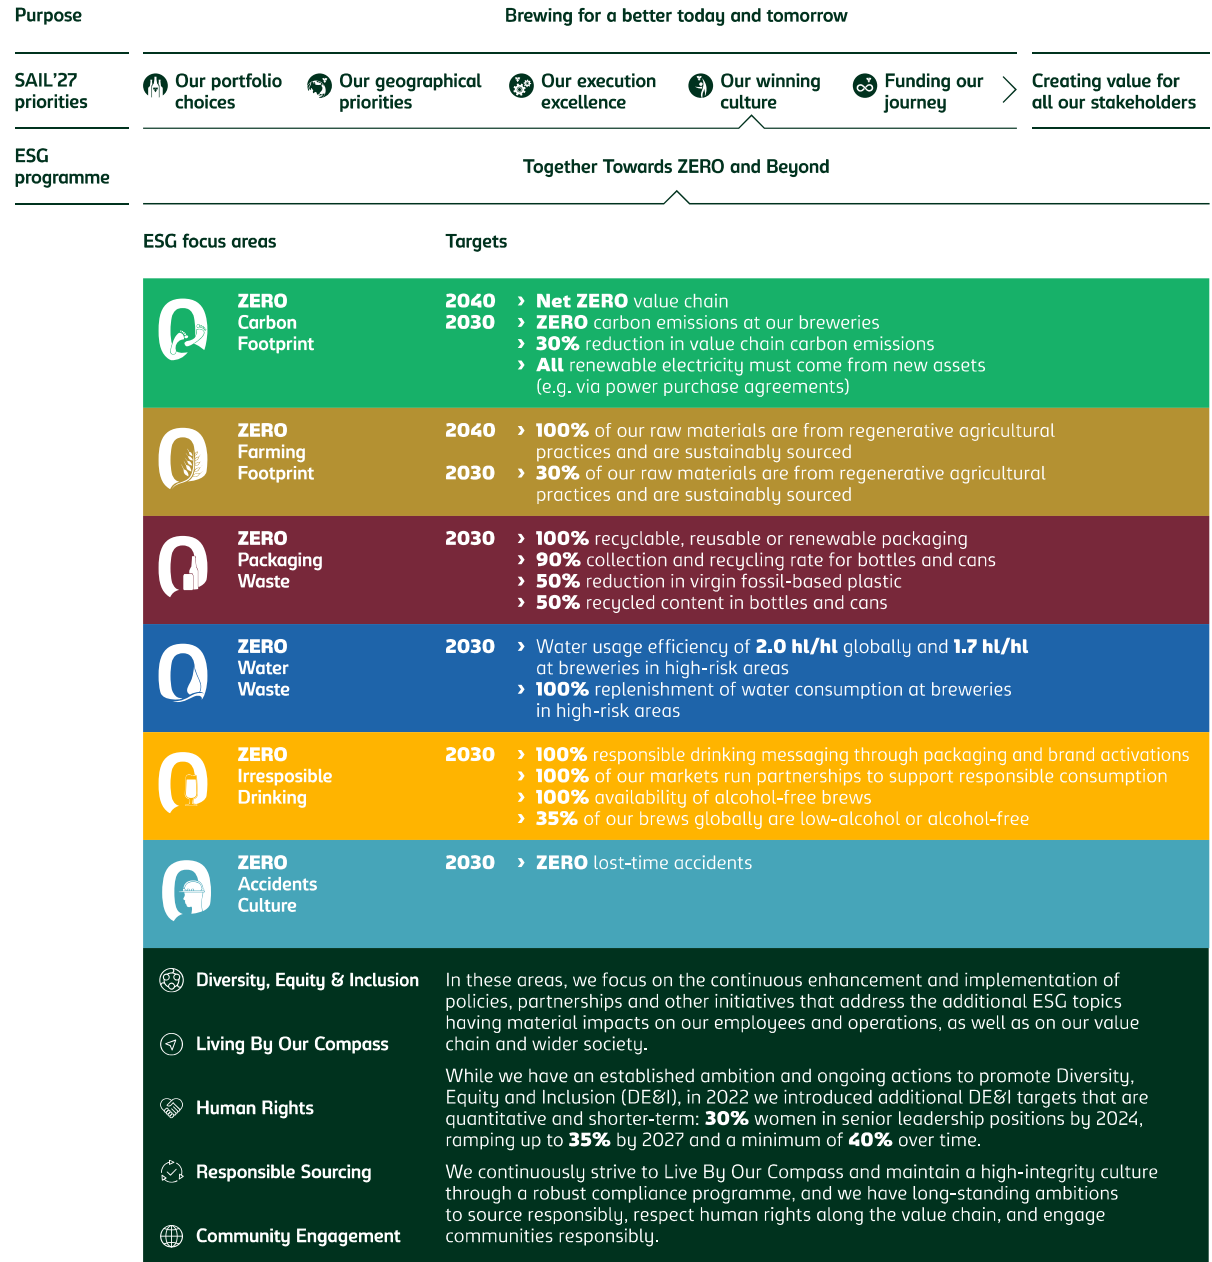 Purpose
Brewing for a better today and tomorrow
SAIL’27
priorities
Our portfolio
choices
Our geographical
priorities
Our execution
excellence
Our winning
culture
Funding our
journey
Creating value for
all our stakeholders
ESG
programme
Together Towards ZERO and Beyond
ESG focus areas
Targets
ZERO
Carbon
Footprint
2040 › Net ZERO value chain
2030 › ZERO carbon emissions at our breweries
› 30% reduction in value chain carbon emissions
› All renewable electricity must come from new assets
(e.g. via power purchase agreements)
ZERO
Farming
Footprint
2040 › 100% of our raw materials are from regenerative agricultural
practices and are sustainably sourced
2030 › 30% of our raw materials are from regenerative agricultural
practices and are sustainably sourced
ZERO
Packaging
Waste
2030 › 100% recyclable, reusable or renewable packaging
› 90% collection and recycling rate for bottles and cans
› 50% reduction in virgin fossil-based plastic
› 50% recycled content in bottles and cans
ZERO
Water
Waste
2030 › Water usage efficiency of 2.0 hl/hl globally and 1.7 hl/hl
at breweries in high-risk areas
› 100% replenishment of water consumption at breweries
in high-risk areas
ZERO
Irresposible
Drinking
2030 › 100% responsible drinking messaging through packaging and brand activations
› 100% of our markets run partnerships to support responsible consumption
› 100% availability of alcohol-free brews
› 35% of our brews globally are low-alcohol or alcohol-free
ZERO
Accidents
Culture
2030 › ZERO lost-time accidents
Diversity, Equity & Inclusion
Living By Our Compass
Human Rights
Responsible Sourcing
Community Engagement
In these areas, we focus on the continuous enhancement and implementation of
policies, partnerships and other initiatives that address the additional ESG topics
having material impacts on our employees and operations, as well as on our value
chain and wider society.
While we have an established ambition and ongoing actions to promote Diversity,
Equity and Inclusion (DE&I), in 2022 we introduced additional DE&I targets that are
quantitative and shorter-term: 30% women in senior leadership positions by 2024,
ramping up to 35% by 2027 and a minimum of 40% over time.
We continuously strive to Live By Our Compass and maintain a high-integrity culture
through a robust compliance programme, and we have long-standing ambitions
to source responsibly, respect human rights along the value chain, and engage
communities responsibly.